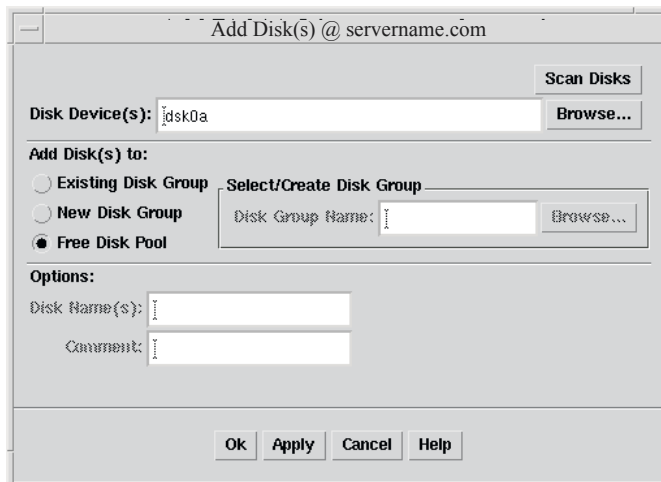 Add Disk(s) @ servername.com
Scan Disks
Disk Device(s): dsk0a Browse...
Add Disk(s) to:
Existing Disk Group
Select/Create Disk Group
New Disk Group
Disk Group Name: Browse...
Free Disk Pool
Options:
Disk Name(s):
Comment:
Ok Apply Cancel Help